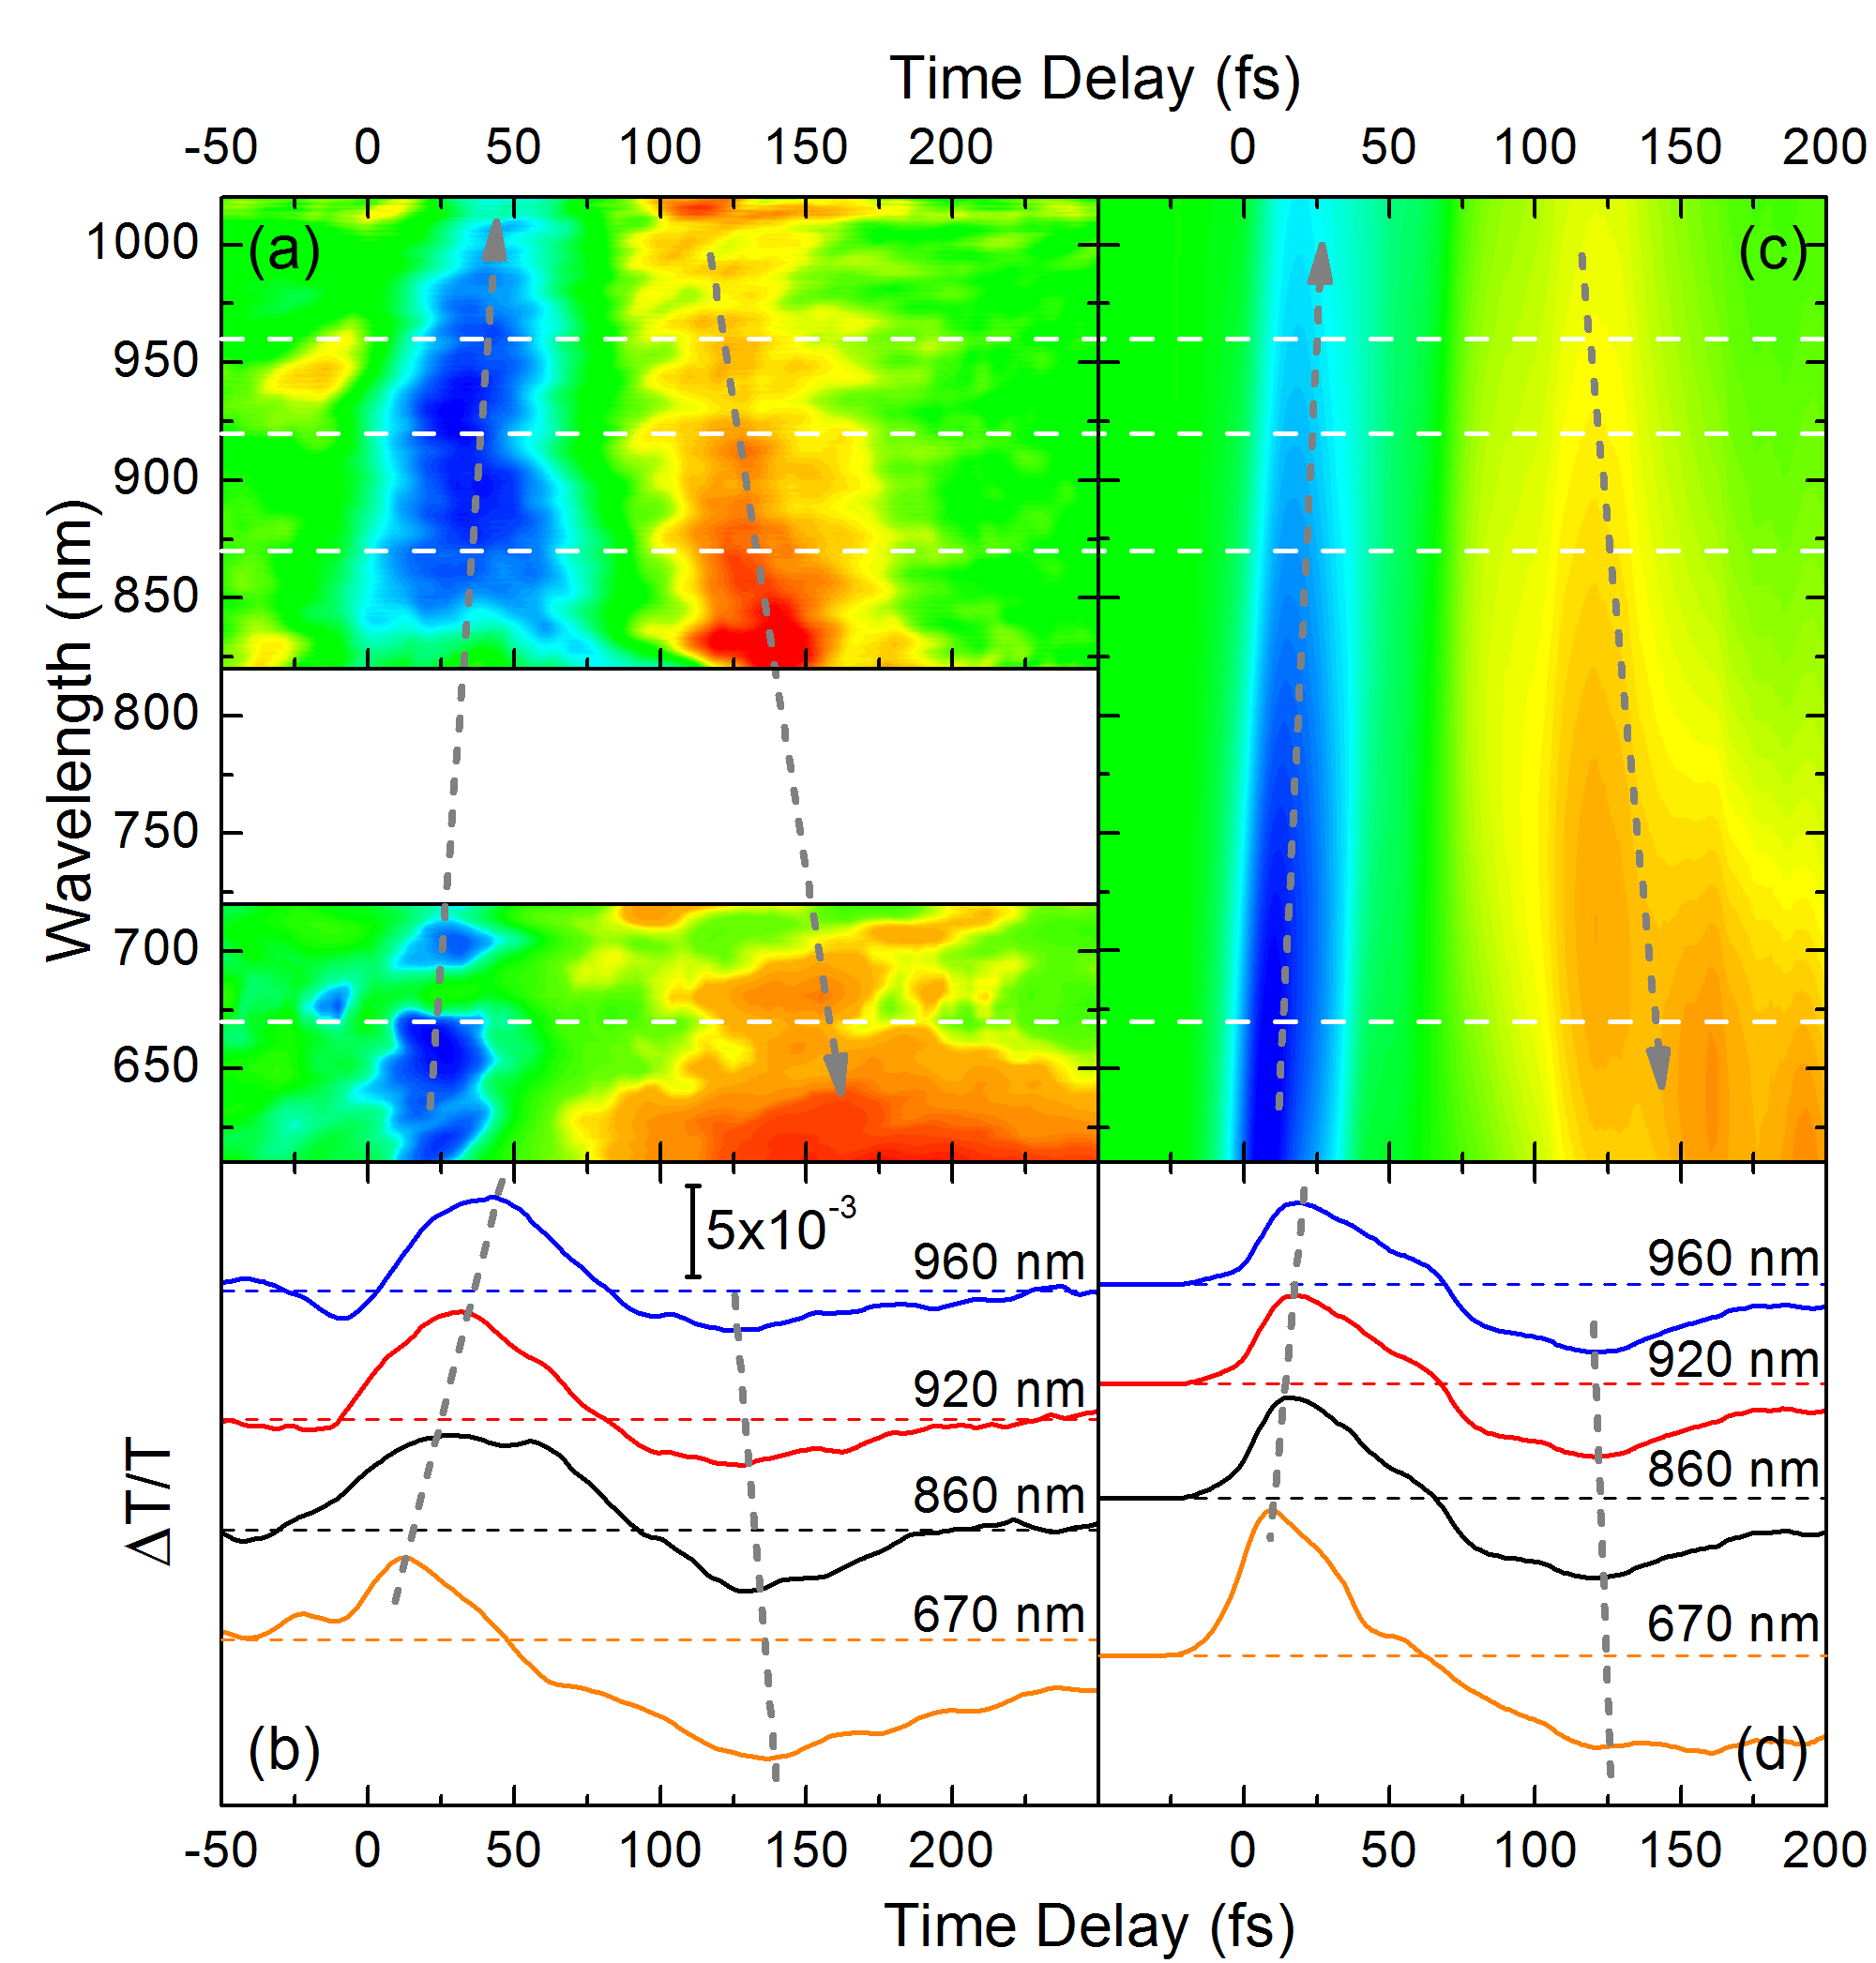 Time Delay (fs)
-50 0 50 100 150 200 0 50 100 150 200
(a) (c)
Wavelength (nm)
1000
950
900
850
800
750
700
650
5x10-3
960 nm 960 nm
920 nm 920 nm
860 nm 860 nm
670 nm 670 nm
ΔT/T
(b) (d)
-50 0 50 100 150 200 0 50 100 150 200
Time Delay (fs)